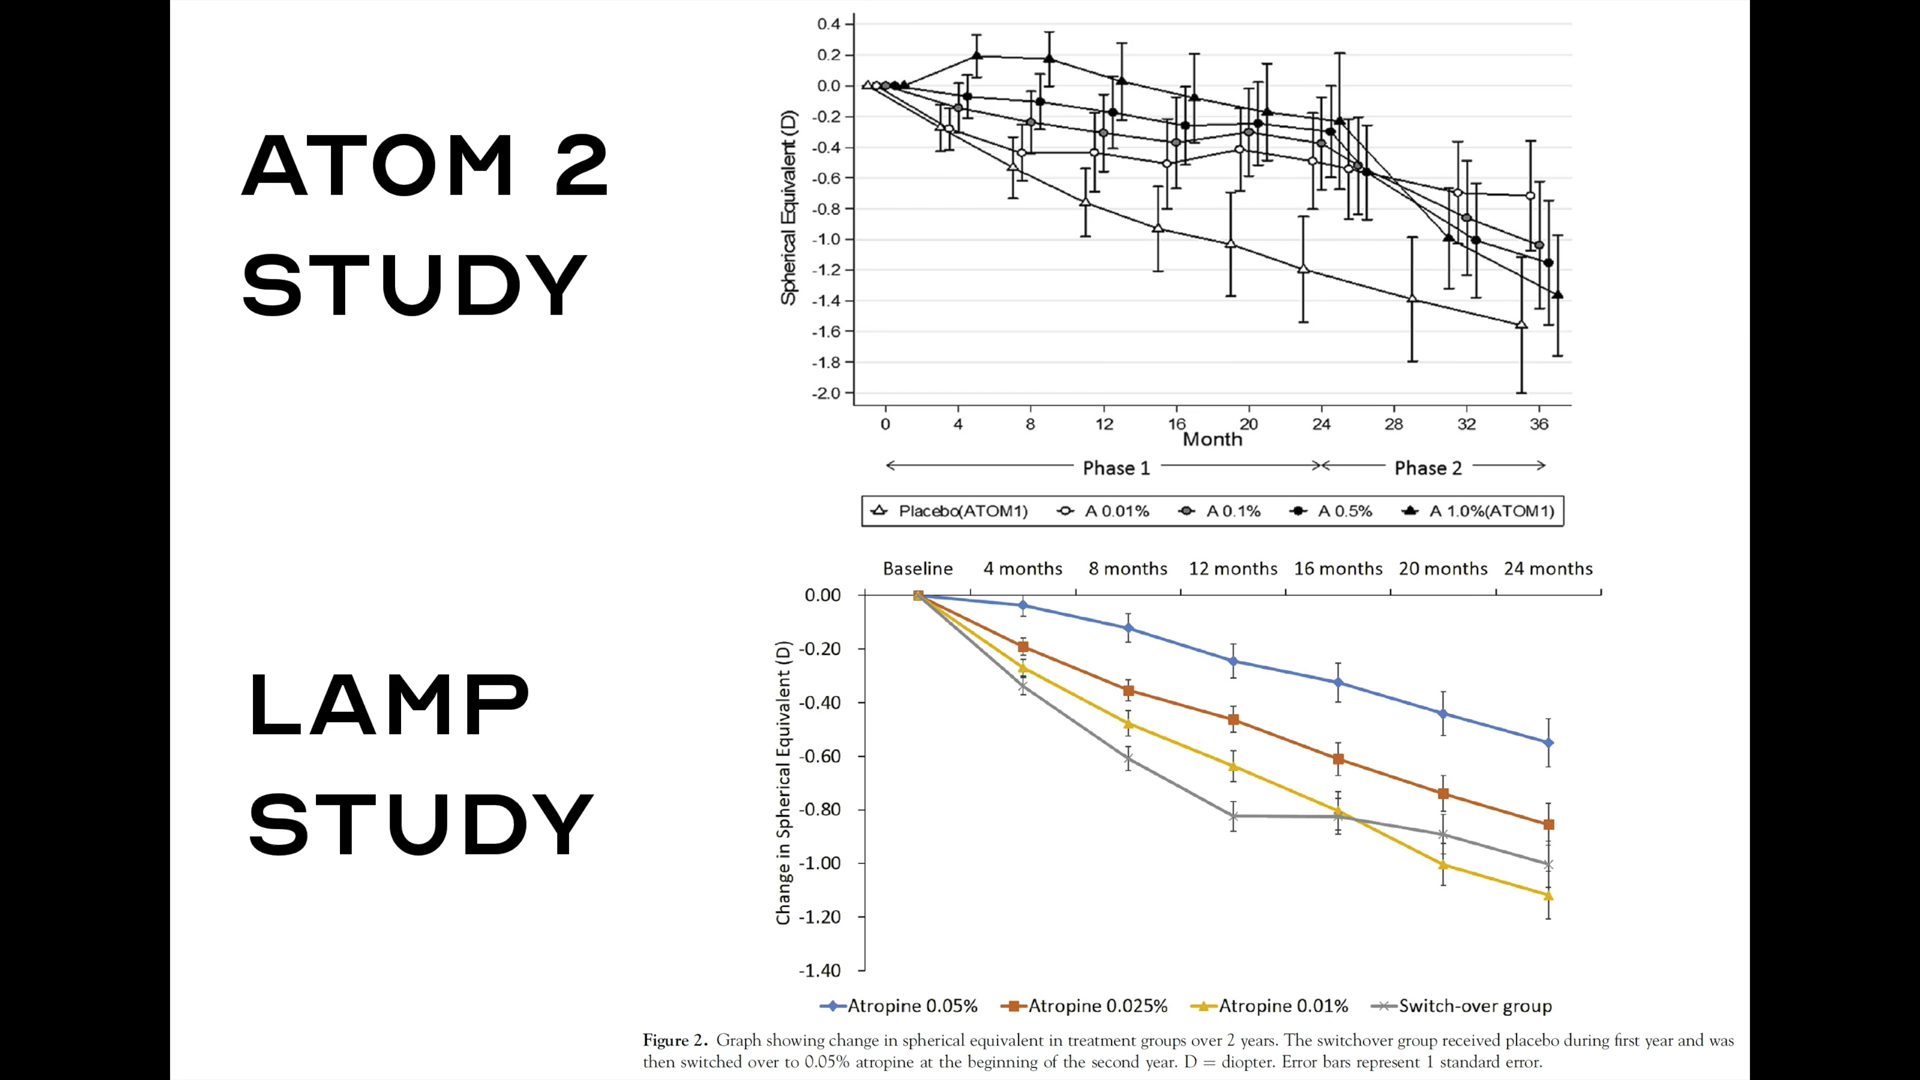 ATOM 2
STUDY
0.4
0.2
0.0
-0.2
-0.4
-0.6
-0.8
-1.0
-1.2
-1.4
-1.6
-1.8
-2.0
Spherical Equivalent (D)
0 4 8 12 16 20 24 28 32 36
Month
Phase 1 Phase 2
Placebo(ATOM1) A 0.01% A 0.1% A 0.5% A 1.0%(ATOM1)
LAMP
STUDY
Baseline 4 months 8 months 12 months 16 months 20 months 24 months
0.00
-0.20
-0.40
-0.60
-0.80
-1.00
-1.20
-1.40
Change in Spherical Equivalent (D)
Atropine 0.05% Atropine 0.025% Atropine 0.01% Switch-over group
Figure 2. Graph showing change in spherical equivalent in treatment groups over 2 years. The switchover group received placebo during first year and was
then switched over to 0.05% atropine at the beginning of the second year. D = diopter. Error bars represent 1 standard error.